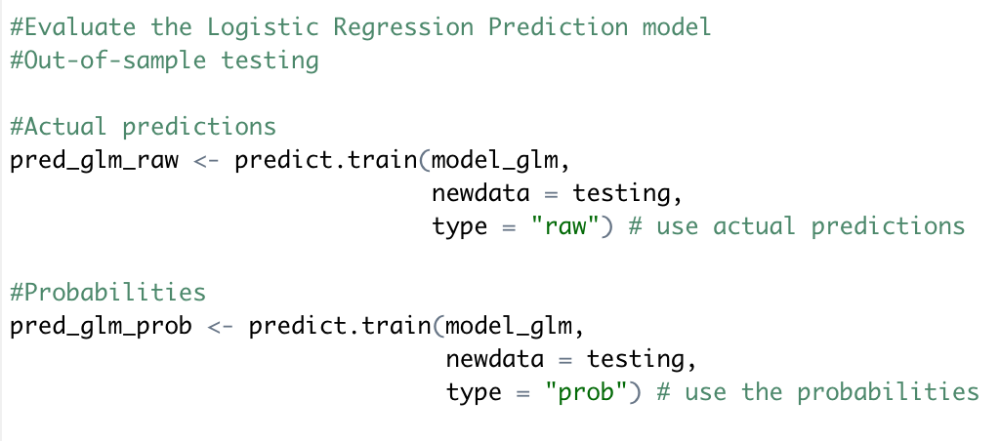 #Evaluate the Logistic Regression Prediction model
#Out-of-sample testing
#Actual predictions
pred_glm_raw <- predict.train(model_glm,
newdata = testing,
type = "raw") # use actual predictions
#Probabilities
pred_glm_prob <- predict.train(model_glm,
newdata = testing,
type = "prob") # use the probabilities